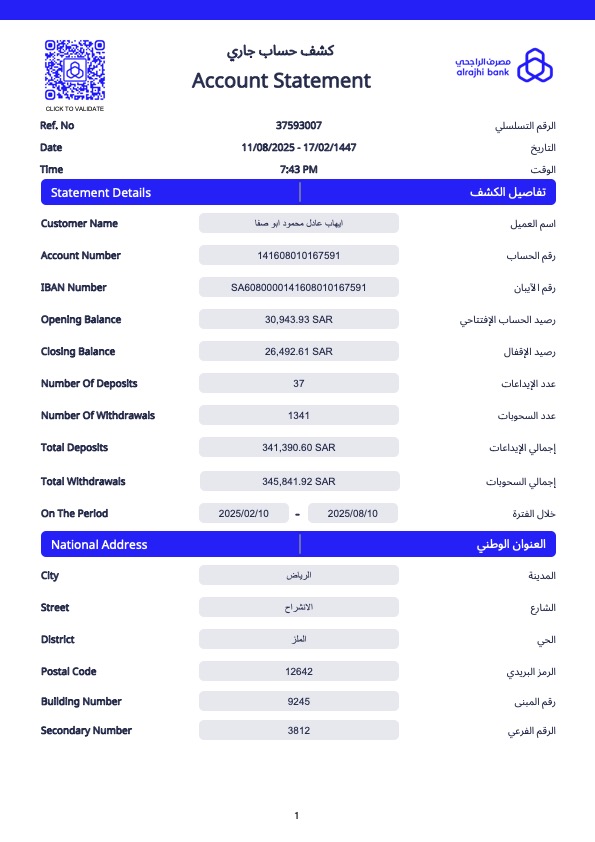 كشف حساب جاري
Account Statement
مصرف الراجحي
alrajhi bank
CLICK TO VALIDATE
Ref. No 37593007 الرقم التسلسلي
Date 11/08/2025 - 17/02/1447 التاريخ
Time 7:43 PM الوقت
Statement Details تفاصيل الكشف
Customer Name ايهاب عادل محمود ابو صفا اسم العميل
Account Number 141608010167591 رقم الحساب
IBAN Number SA6080000141608010167591 رقم الآيبان
Opening Balance 30,943.93 SAR رصيد الحساب الإفتتاحي
Closing Balance 26,492.61 SAR رصيد الإقفال
Number Of Deposits 37 عدد الإيداعات
Number Of Withdrawals 1341 عدد السحوبات
Total Deposits 341,390.60 SAR إجمالي الإيداعات
Total Withdrawals 345,841.92 SAR إجمالي السحوبات
On The Period 2025/02/10 - 2025/08/10 خلال الفترة
National Address العنوان الوطني
City الرياض المدينة
Street الانشراح الشارع
District الملز الحي
Postal Code 12642 الرمز البريدي
Building Number 9245 رقم المبنى
Secondary Number 3812 الرقم الفرعي
1